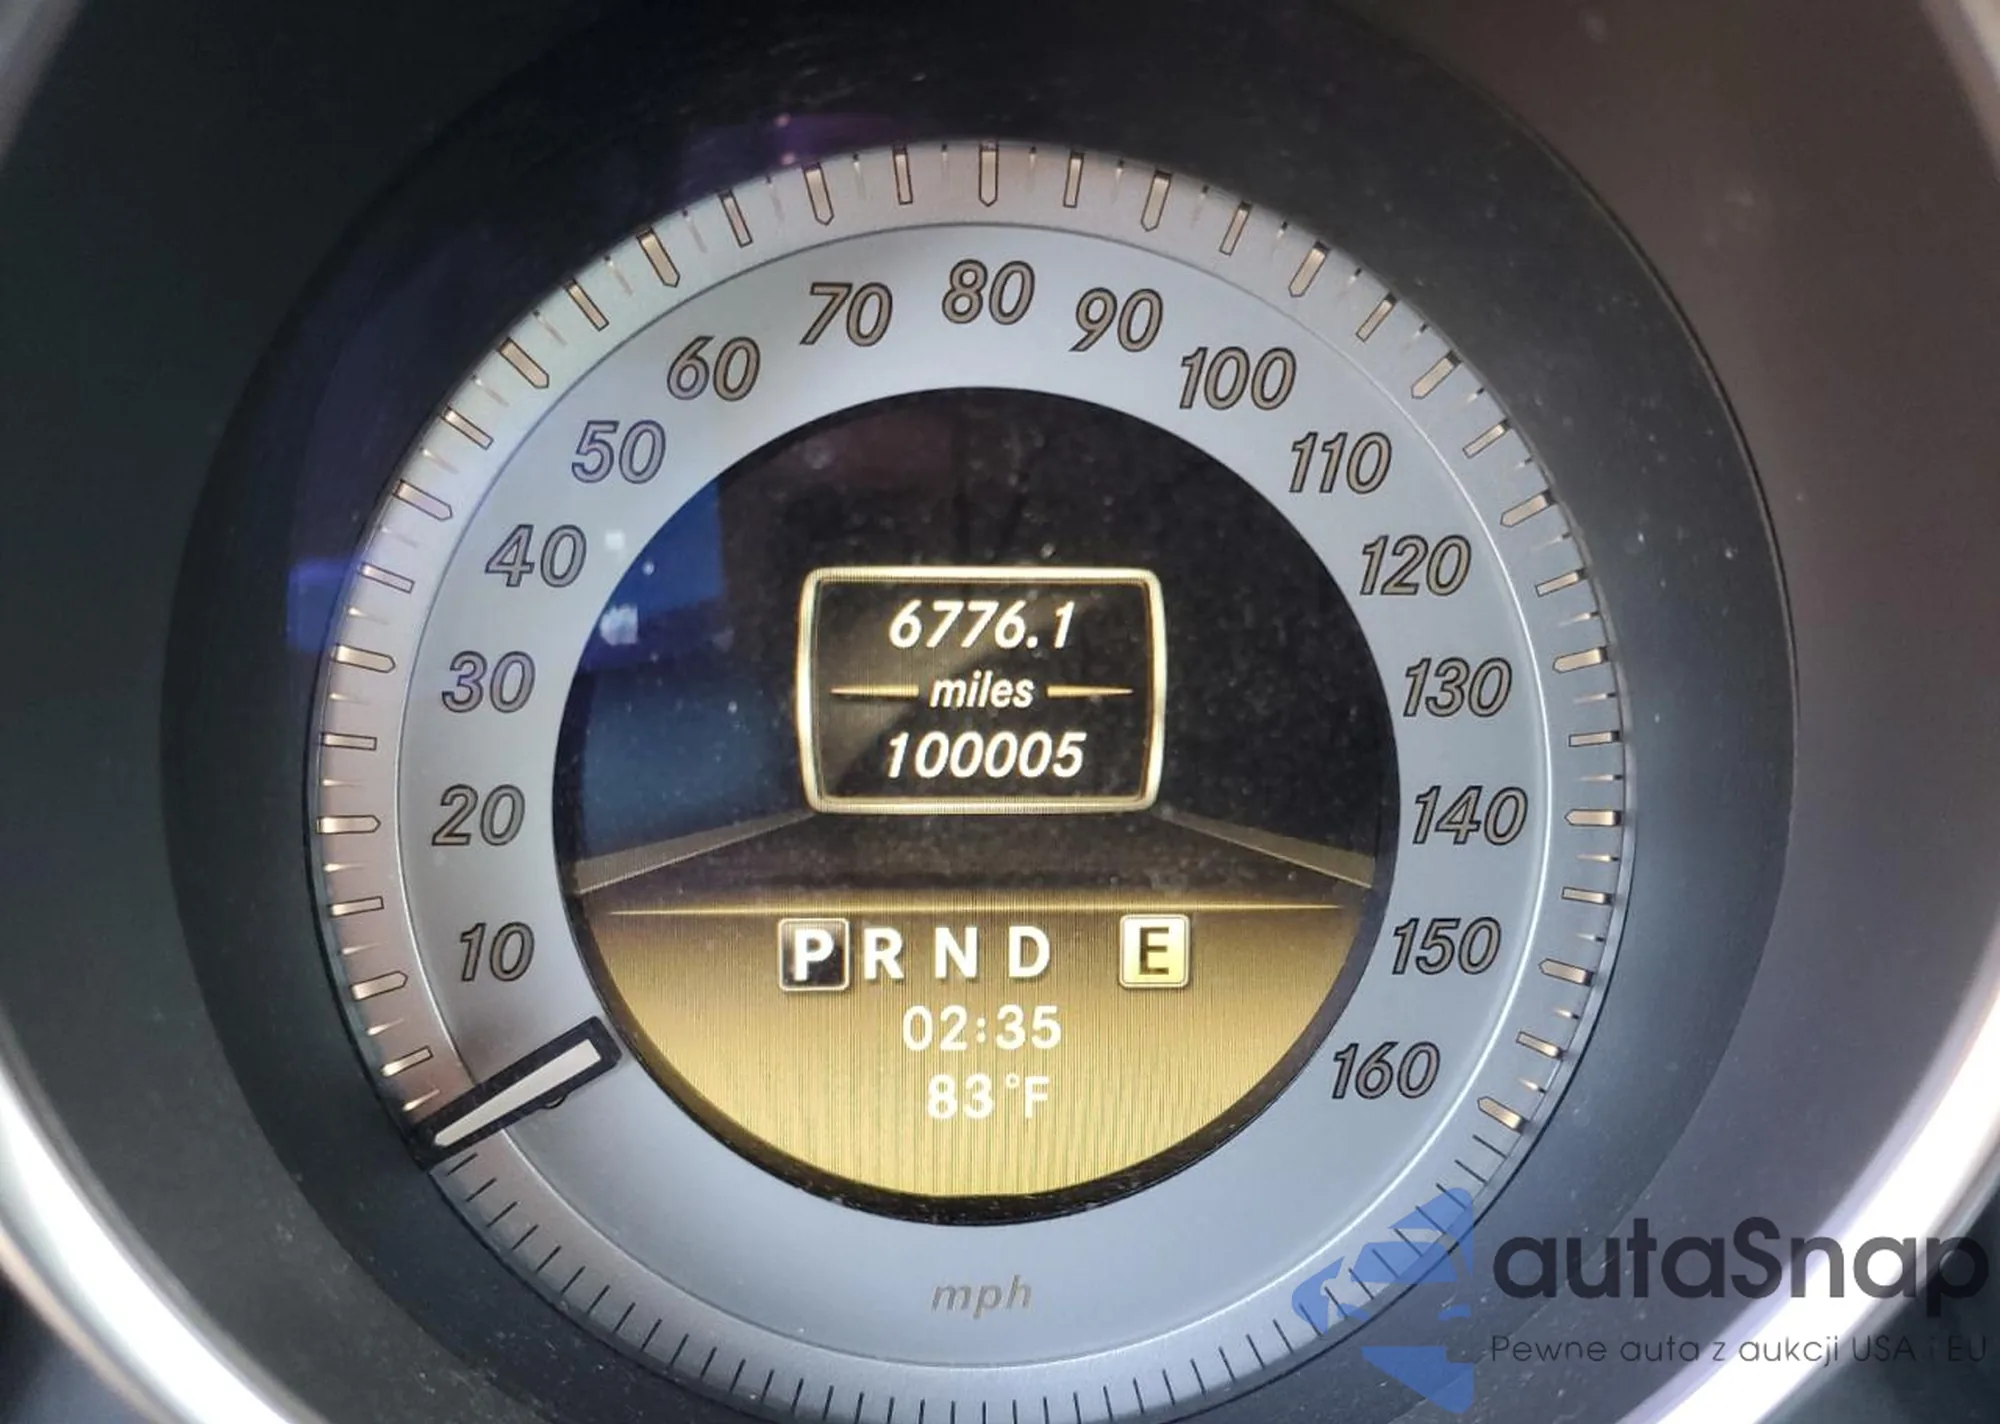 80
70 90
60 100
50 110
40 120
6776.1
miles
30 130
100005
20 140
P R N D E
10 150
02:35
160
83°F
mph
autaSnap
Pewne auta z aukcji USA i EU